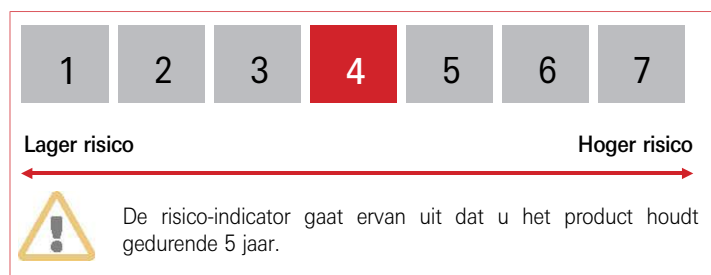 1 2 3 4 5 6 7
Lager risico Hoger risico
De risico-indicator gaat ervan uit dat u het product houdt
gedurende 5 jaar.